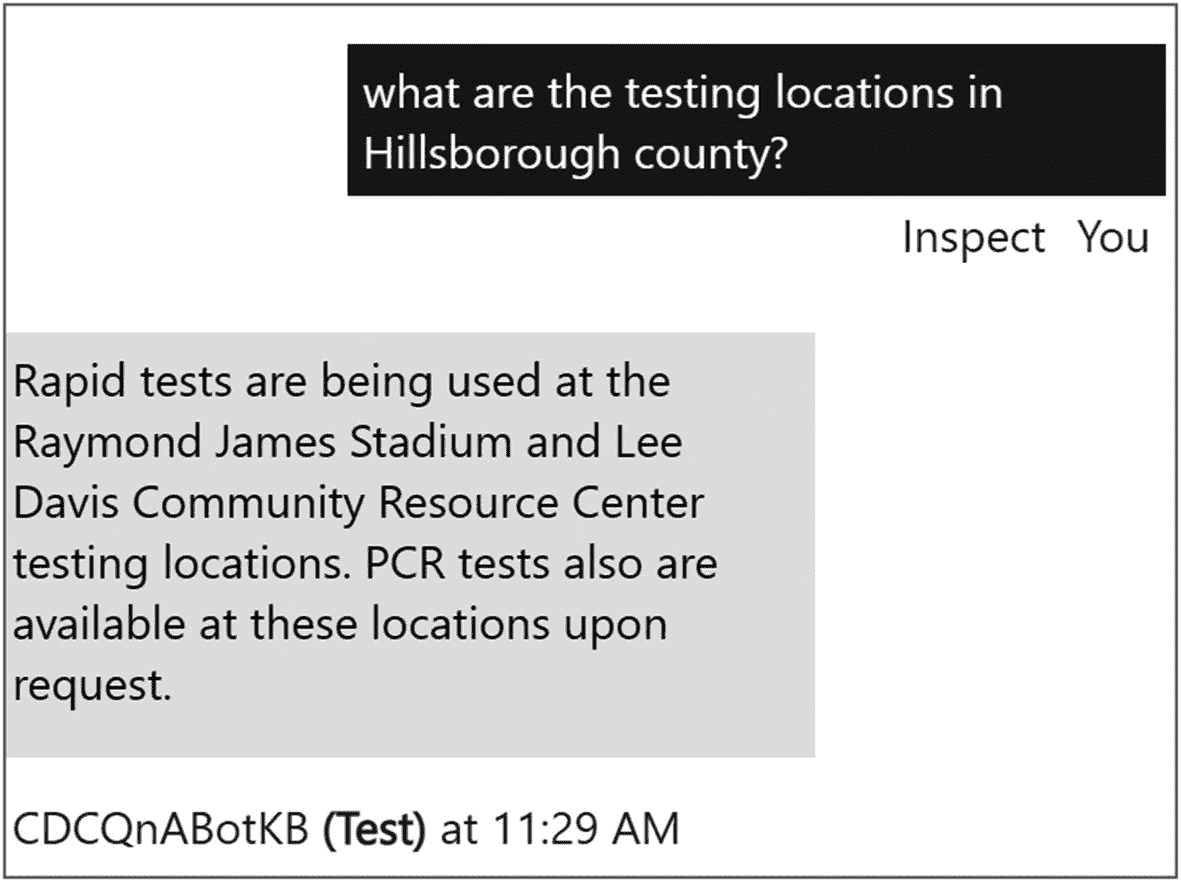 what are the testing locations in
Hillsborough county?
Inspect You
Rapid tests are being used at the
Raymond James Stadium and Lee
Davis Community Resource Center
testing locations. PCR tests also are
available at these locations upon
request.
CDCQnABotKB (Test) at 11:29 AM